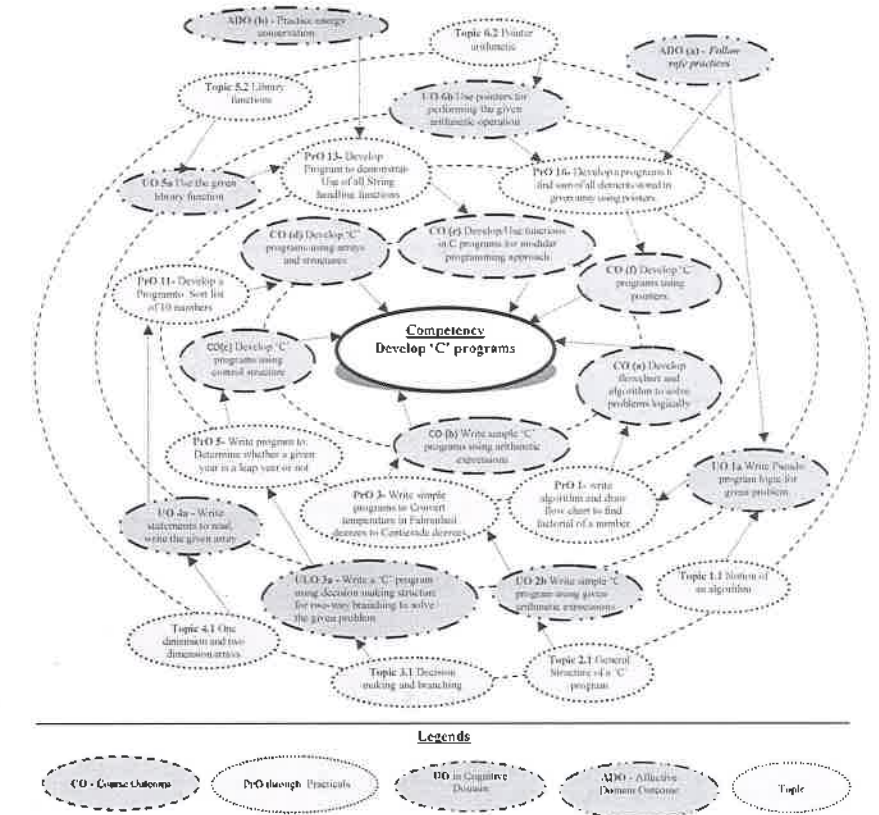 ADO (b) - Practice energy
conservation
Topic 6.2 Pointer
arithmetic
ADO (a) - Follow
safe practices
Topic 5.2 Library
functions
UO 6b Use pointers for
performing the given
arithmetic operation
PrO 13- Develop
Program to demonstrate
Use of all String
handling functions
PrO 16- Develop a programs to
find sum of all elements stored in
given array using pointers
UO 5a Use the given
library function
CO (d) Develop 'C'
programs using arrays
and structures
CO (e) Develop/Use functions
in C programs for modular
programming approach
CO (f) Develop 'C'
programs using
pointers.
PrO 11- Develop a
Programto Sort list
of 10 numbers
Competency
Develop 'C' programs
CO(c) Develop 'C'
programs using
control structure
CO (a) Develop
flowchart and
algorithm to solve
problems logically
CO (b) Write simple 'C'
programs using arithmetic
expressions
PrO 5- Write program to
Determine whether a given
year is a leap year or not
PrO 3- Write simple
programs to Convert
temperature in Fahrenheit
degrees to Centigrade degrees
PrO 1- write
algorithm and draw
flow chart to find
factorial of a number
UO 1a Write Pseudo
program logic for
given problem
UO 4a - Write
statements to read,
write the given array
ULO 3a - Write a 'C' program
using decision making structure
for two-way branching to solve
the given problem
UO 2b Write simple 'C'
program using given
arithmetic expressions
Topic 1.1 Notion of
an algorithm
Topic 4.1 One
dimension and two
dimension arrays
Topic 3.1 Decision
making and branching
Topic 2.1 General
Structure of a 'C'
program
Legends
CO - Course Outcome
PrO through Practicals
UO in Cognitive
Domain
ADO - Affective
Domain Outcome
Topic